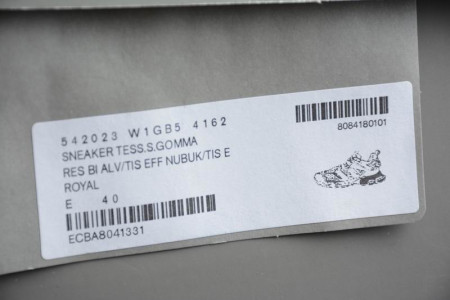 542023 W1GB5 4162
SNEAKER TESS.S.GOMMA
RES BI ALV/TIS EFF NUBUK/TIS E
ROYAL
E 40
ECBA8041331
8084180101